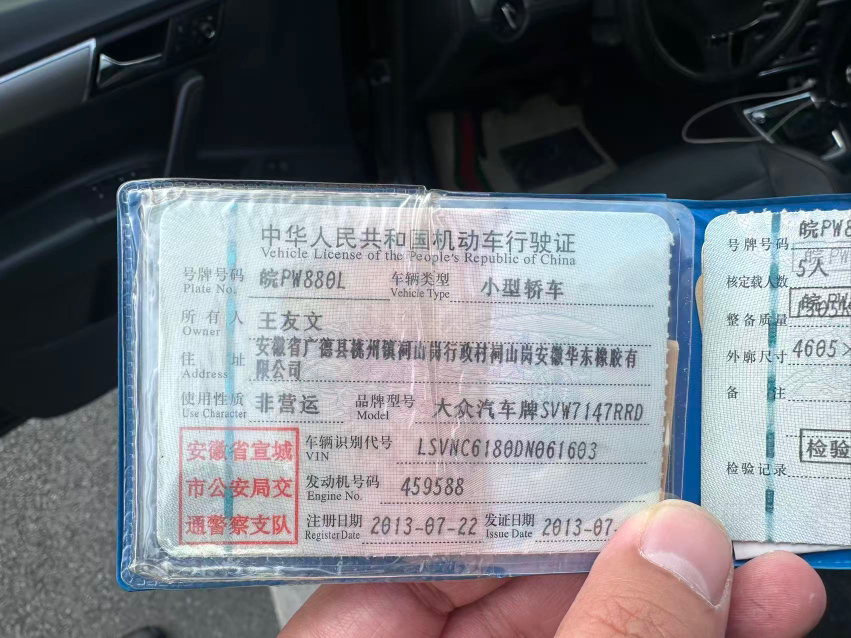 中华人民共和国机动车行驶证
Vehicle License of the People's Republic of China
号牌号码 皖PW880L 车辆类型 小型轿车
Plate No. Vehicle Type
所有人 王友文
Owner
住址 安徽省广德县桃州镇祠山岗行政村祠山岗安徽华东橡胶有
Address 限公司
使用性质 非营运 品牌型号 大众汽车牌SVW7147RRD
Use Character Model
安徽省宣城
市公安局交
通警察支队
车辆识别代号 LSVNC6180DN061603
VIN
发动机号码 459588
Engine No.
注册日期 2013-07-22 发证日期 2013-07-
Register Date Issue Date
号牌号码 皖PW8
核定载人数 5人
整备质量
外廓尺寸 4605×
备注
检验记录
检验